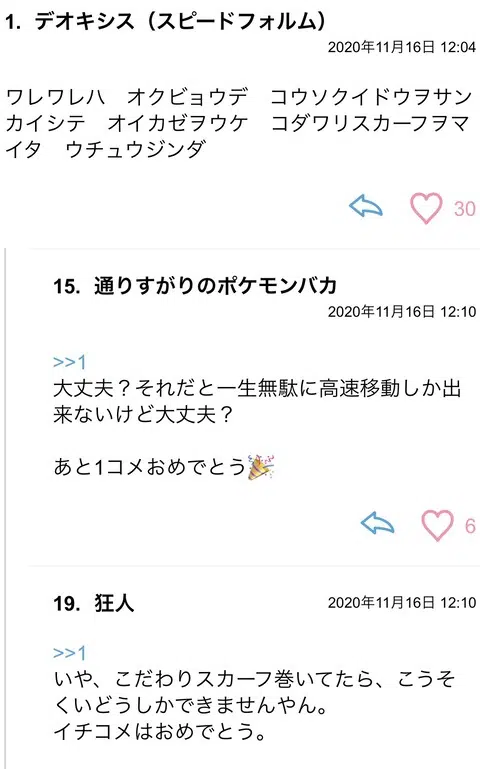 1. デオキシス（スピードフォルム）
2020年11月16日 12:04
ワレワレハ　オクビョウデ　コウソクイドウヲサン
カイシテ　オイカゼヲウケ　コダワリスカーフヲマ
イタ　ウチュウジンダ
30
15. 通りすがりのポケモンバカ
2020年11月16日 12:10
>>1
大丈夫？それだと一生無駄に高速移動しか出
来ないけど大丈夫？
あと1コメおめでとう🎉
6
19. 狂人
2020年11月16日 12:10
>>1
いや、こだわりスカーフ巻いてたら、こうそ
くいどうしかできませんやん。
イチコメはおめでとう。